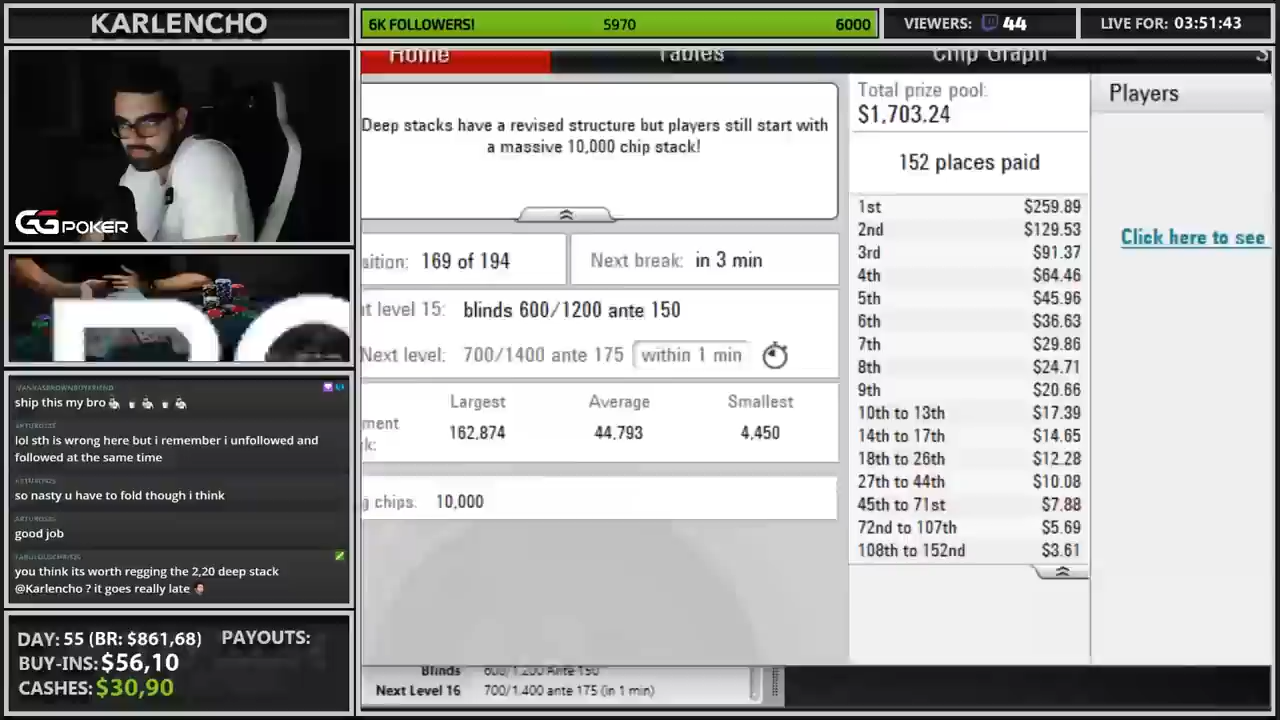 KARLENCHO
6K FOLLOWERS! 5970 6000
VIEWERS: 44
LIVE FOR: 03:51:43
GGPOKER
ship this my bro
lol sth is wrong here but i remember i unfollowed and
followed at the same time
so nasty u have to fold though i think
good job
you think its worth regging the 2,20 deep stack
@Karlencho ? it goes really late
DAY: 55 (BR: $861,68) PAYOUTS:
BUY-INS: $56,10
CASHES: $30,90
Home Tables Chip Graph S
Deep stacks have a revised structure but players still start with
a massive 10,000 chip stack!
sition: 169 of 194
Next break: in 3 min
nt level 15: blinds 600/1200 ante 150
Next level: 700/1400 ante 175 within 1 min
Largest Average Smallest
ment
k: 162,874 44,793 4,450
g chips. 10,000
Blinds 600/1,200 Ante 150
Next Level 16 700/1,400 ante 175 (in 1 min)
Total prize pool:
$1,703.24
152 places paid
1st $259.89
2nd $129.53
3rd $91.37
4th $64.46
5th $45.96
6th $36.63
7th $29.86
8th $24.71
9th $20.66
10th to 13th $17.39
14th to 17th $14.65
18th to 26th $12.28
27th to 44th $10.08
45th to 71st $7.88
72nd to 107th $5.69
108th to 152nd $3.61
Players
Click here to see